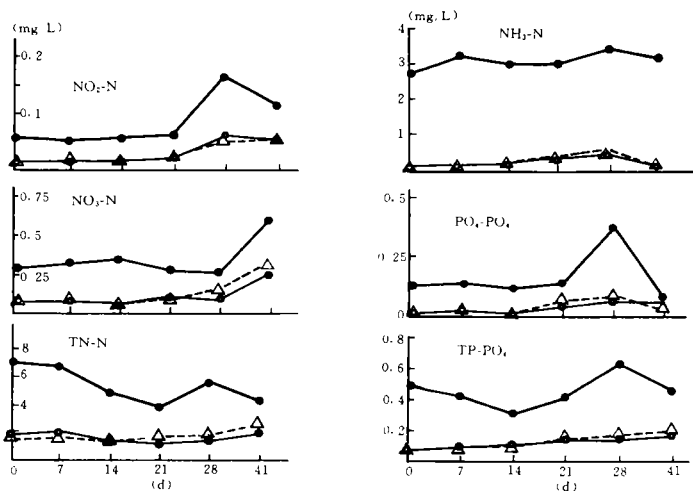 (mg L)
0.2
NO₂-N
0.1
0.75
NO₃-N
0.5
0.25
TN-N
8
6
4
2
0 7 14 21 28 41
(d)
(mg, L)
NH₃-N
4
3
2
1
0.5
PO₄-PO₄
0.25
0
0.8
TP-PO₄
0.6
0.4
0.2
0 7 14 21 28 41
(d)